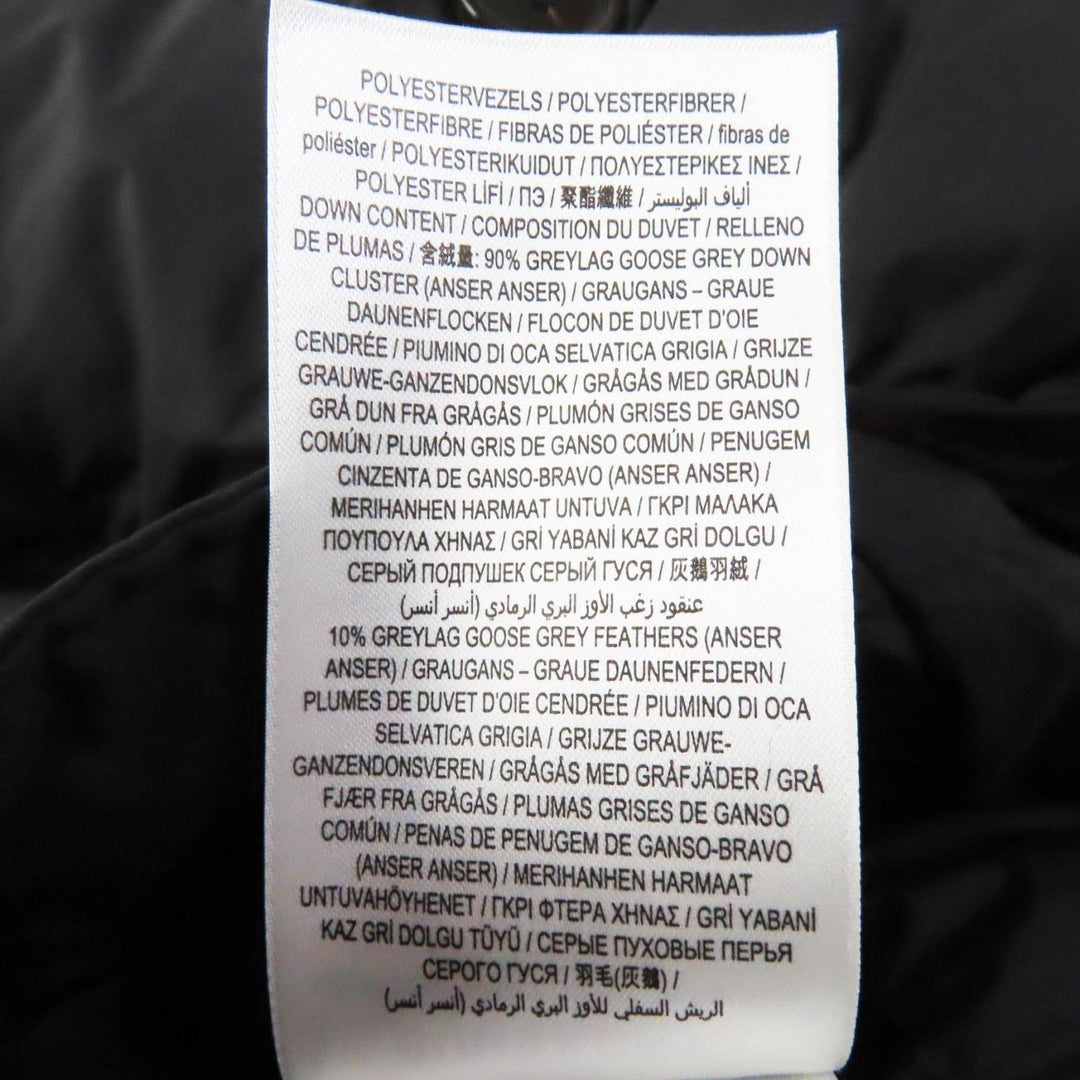 POLYESTERVEZELS / POLYESTERFIBRER /
POLYESTERFIBRE / FIBRAS DE POLIÉSTER / fibras de
poliéster / POLYESTERIKUIDUT / ΠΟΛΥΕΣΤΕΡΙΚΕΣ ΙΝΕΣ /
POLYESTER LİFİ / ПЭ / 聚酯纖維 / ألياف البوليستر
DOWN CONTENT / COMPOSITION DU DUVET / RELLENO
DE PLUMAS / 含絨量: 90% GREYLAG GOOSE GREY DOWN
CLUSTER (ANSER ANSER) / GRAUGANS – GRAUE
DAUNENFLOCKEN / FLOCON DE DUVET D'OIE
CENDRÉE / PIUMINO DI OCA SELVATICA GRIGIA / GRIJZE
GRAUWE-GANZENDONSVLOK / GRÅGÅS MED GRÅDUN /
GRÅ DUN FRA GRÅGÅS / PLUMÓN GRISES DE GANSO
COMÚN / PLUMÓN GRIS DE GANSO COMÚN / PENUGEM
CINZENTA DE GANSO-BRAVO (ANSER ANSER) /
MERIHANHEN HARMAAT UNTUVA / ΓΚΡΙ ΜΑΛΑΚΑ
ΠΟΥΠΟΥΛΑ ΧΗΝΑΣ / GRİ YABANİ KAZ GRİ DOLGU /
СЕРЫЙ ПОДПУШЕК СЕРЫЙ ГУСЯ / 灰鵝羽絨 /
عنقود زغب الأوز البري الرمادي (أنسر أنسر)
10% GREYLAG GOOSE GREY FEATHERS (ANSER
ANSER) / GRAUGANS – GRAUE DAUNENFEDERN /
PLUMES DE DUVET D'OIE CENDRÉE / PIUMINO DI OCA
SELVATICA GRIGIA / GRIJZE GRAUWE-
GANZENDONSVEREN / GRÅGÅS MED GRÅFJÄDER / GRÅ
FJÆR FRA GRÅGÅS / PLUMAS GRISES DE GANSO
COMÚN / PENAS DE PENUGEM DE GANSO-BRAVO
(ANSER ANSER) / MERIHANHEN HARMAAT
UNTUVAHÖYHENET / ΓΚΡΙ ΦΤΕΡΑ ΧΗΝΑΣ / GRİ YABANİ
KAZ GRİ DOLGU TÜYÜ / СЕРЫЕ ПУХОВЫЕ ПЕРЬЯ
СЕРОГО ГУСЯ / 羽毛(灰鵝) /
الريش السفلي للأوز البري الرمادي (أنسر أنسر)